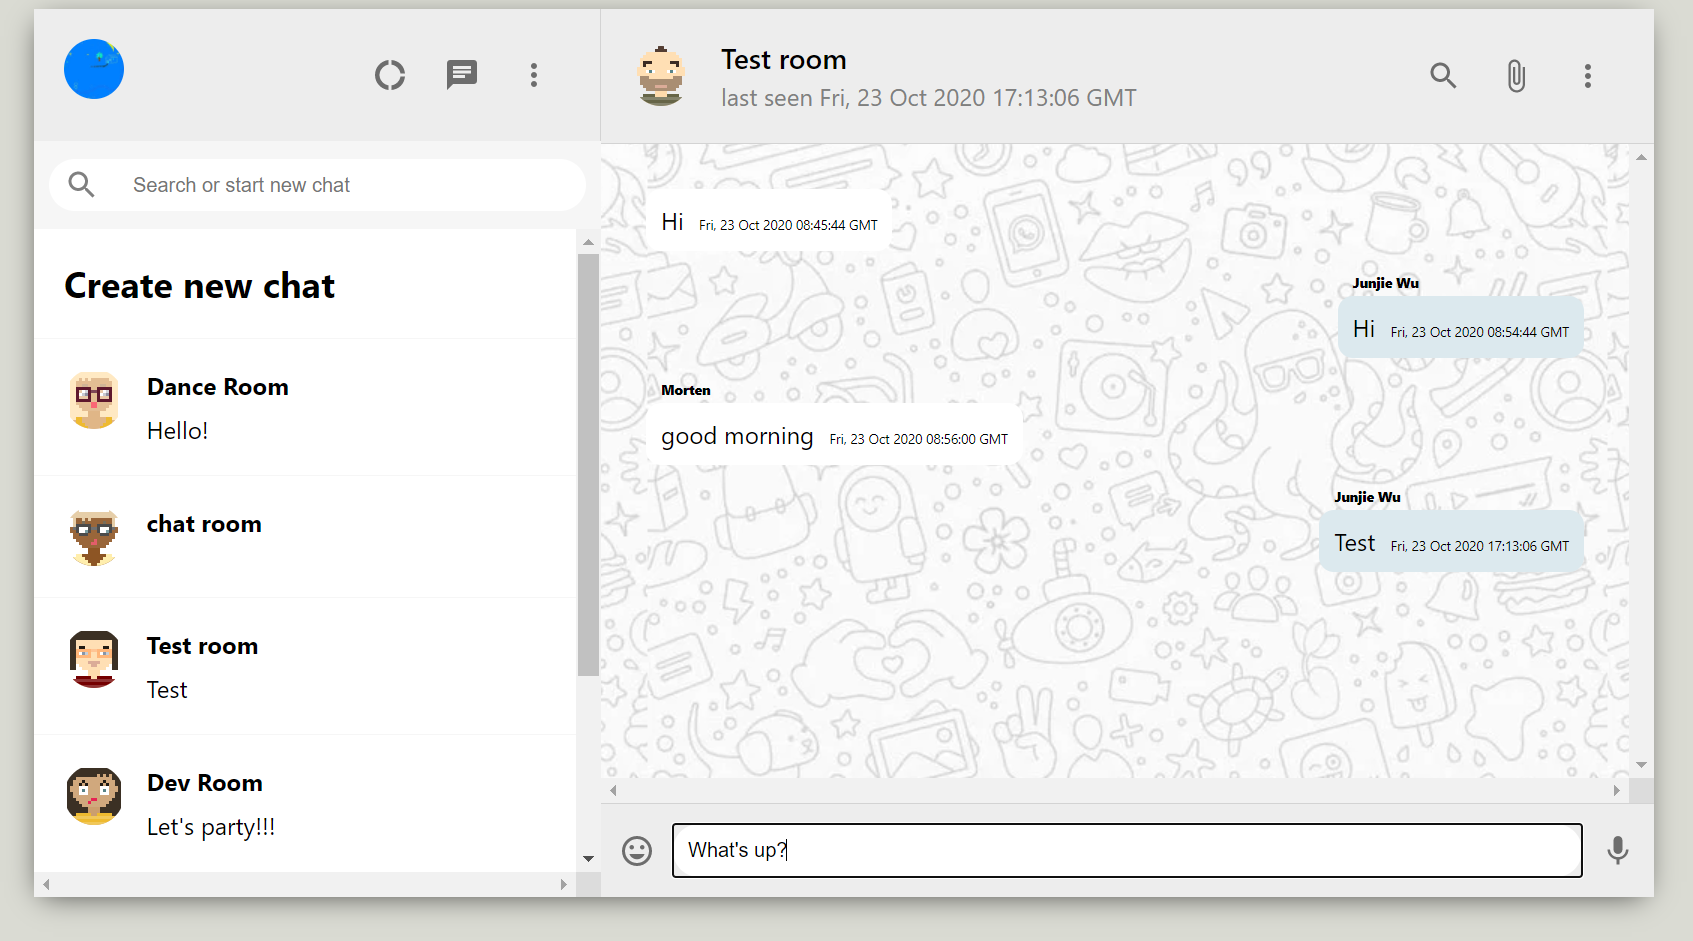 Search or start new chat
Create new chat
Dance Room
Hello!
chat room
Test room
Test
Dev Room
Let's party!!!
Test room
last seen Fri, 23 Oct 2020 17:13:06 GMT
Hi Fri, 23 Oct 2020 08:45:44 GMT
Junjie Wu
Hi Fri, 23 Oct 2020 08:54:44 GMT
Morten
good morning Fri, 23 Oct 2020 08:56:00 GMT
Junjie Wu
Test Fri, 23 Oct 2020 17:13:06 GMT
What's up?